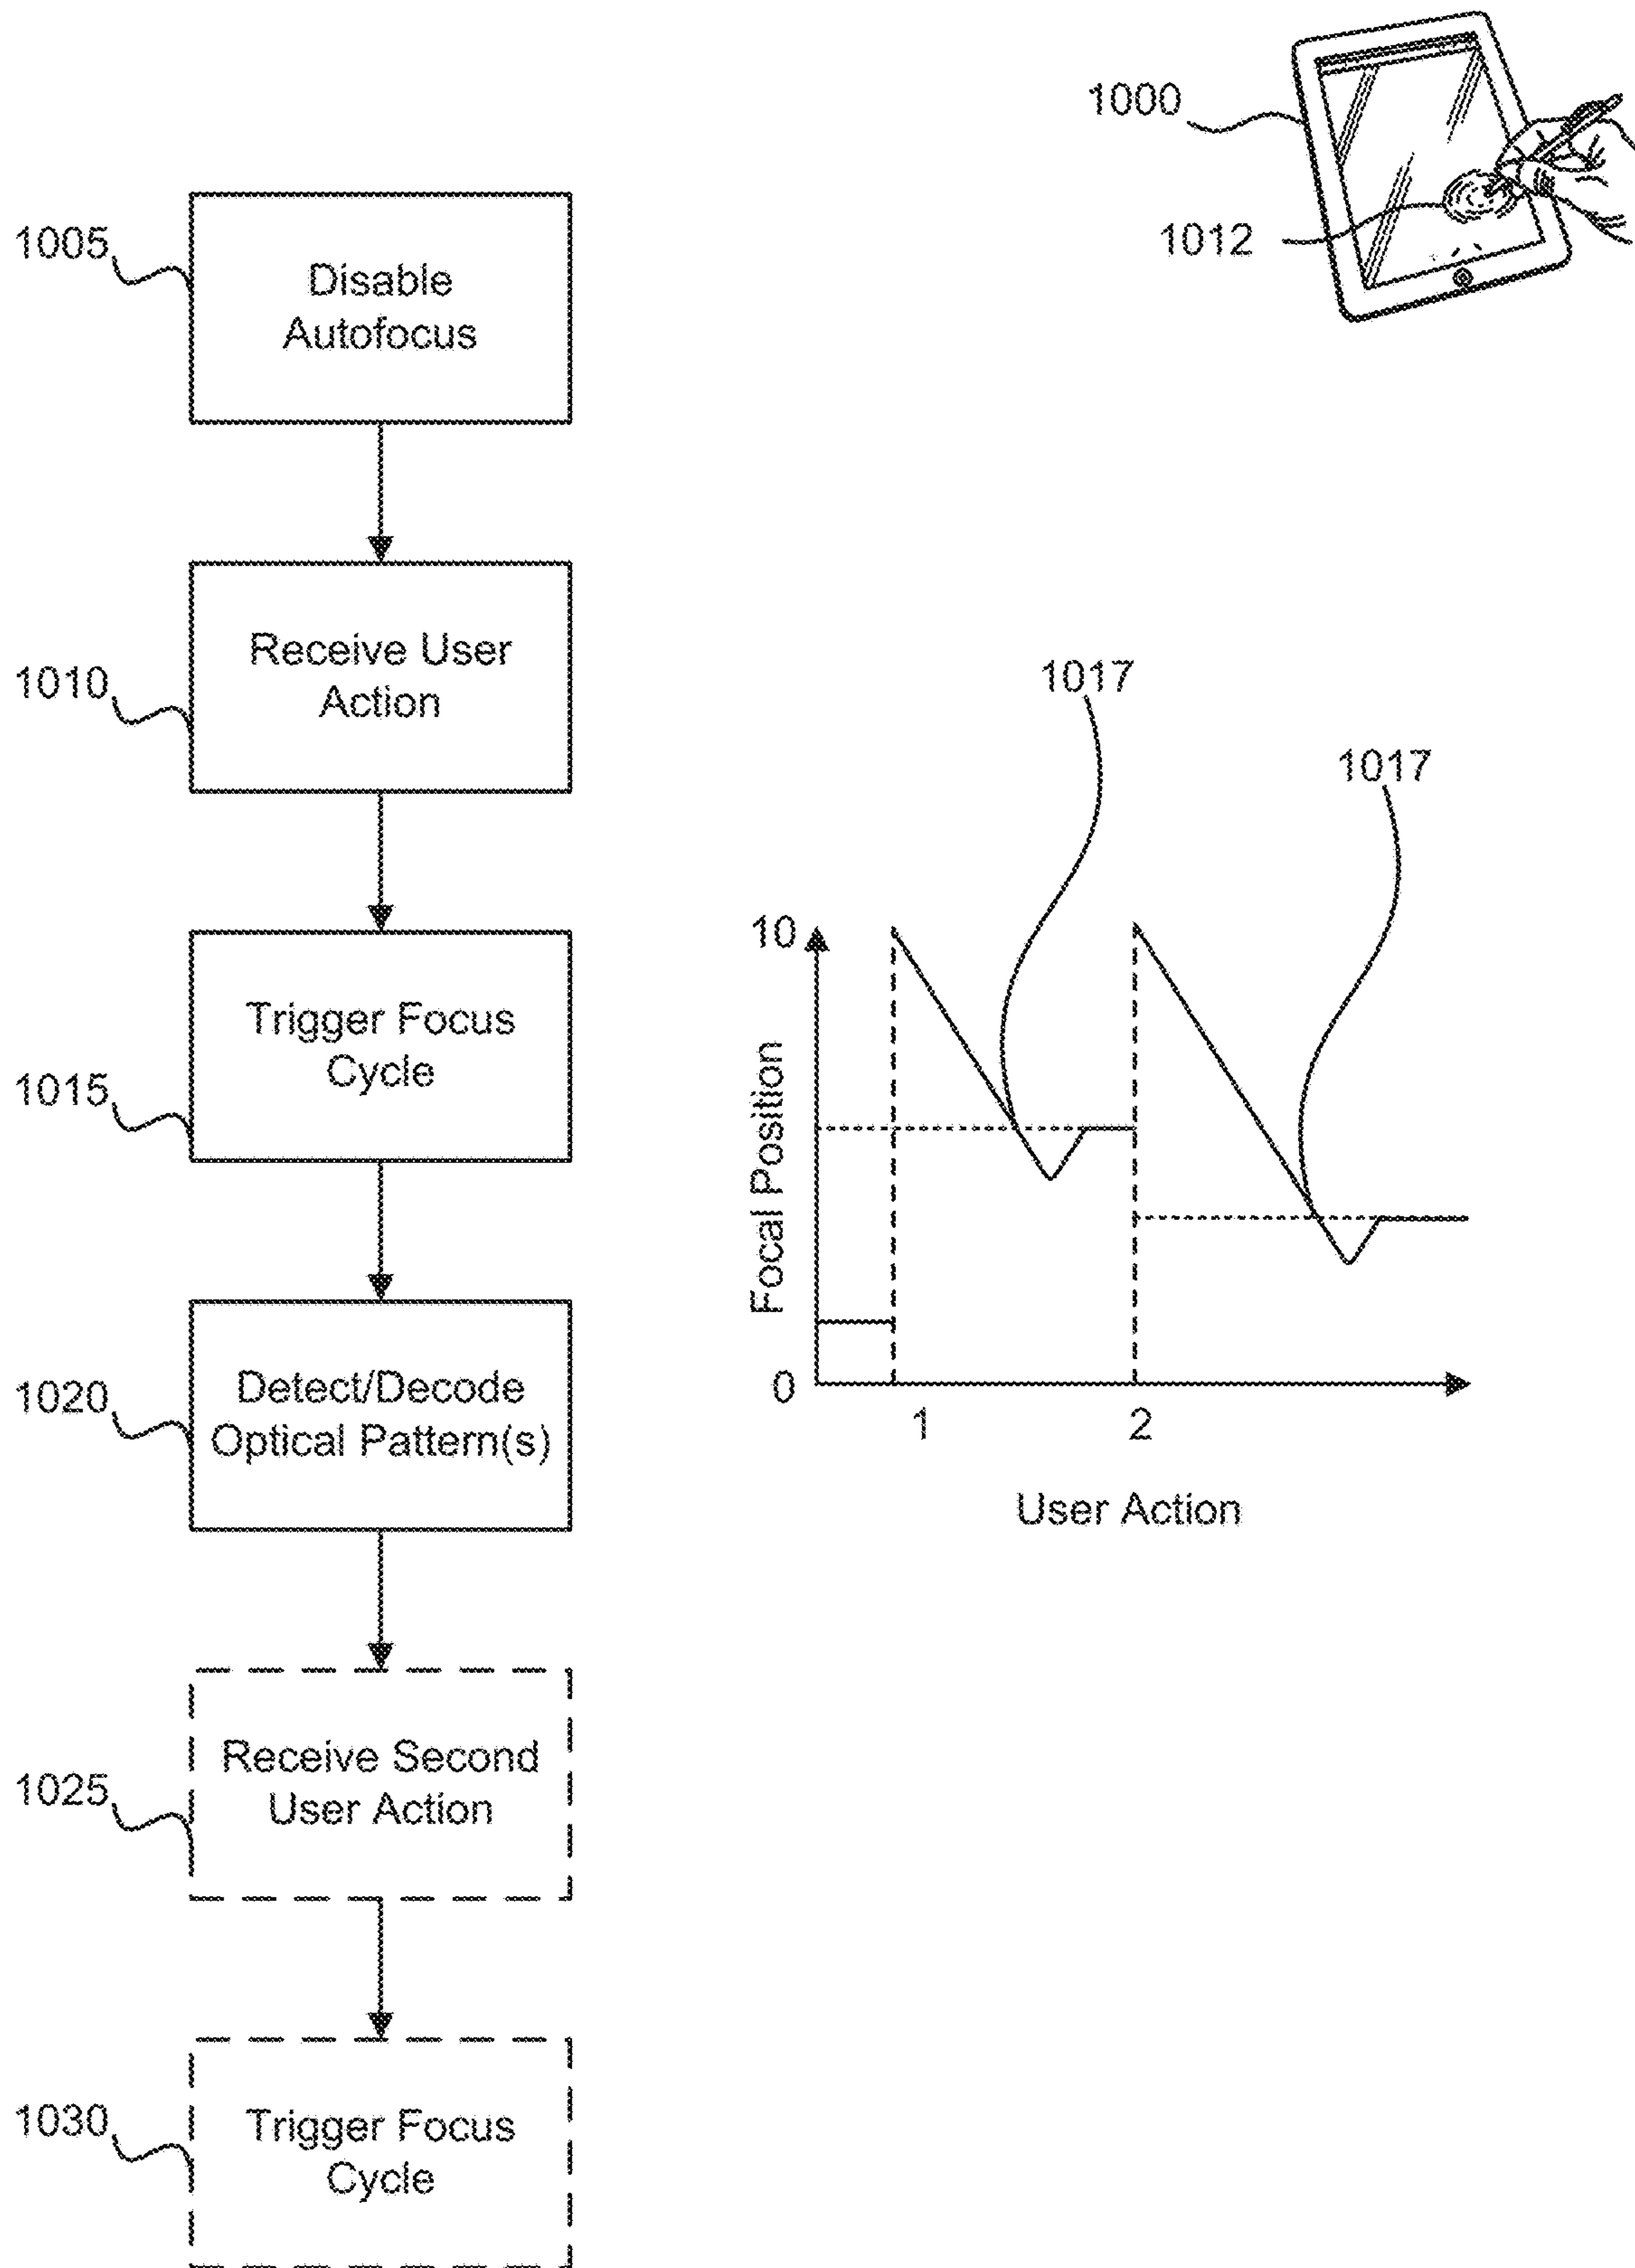 1000
1012
1005
Disable
Autofocus
1010
Receive User
Action
1015
Trigger Focus
Cycle
1020
Detect/Decode
Optical Pattern(s)
1025
Receive Second
User Action
1030
Trigger Focus
Cycle
1017
1017
10
Focal Position
0
1
2
User Action